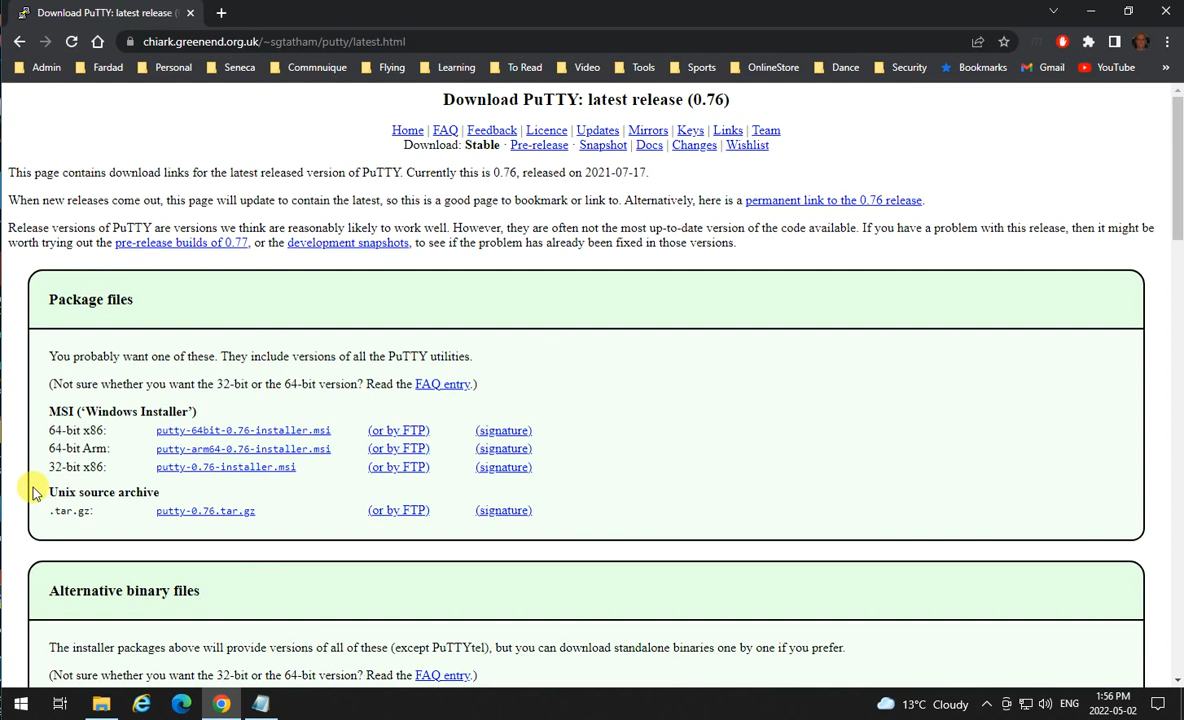 Download PuTTY: latest release (
chiark.greenend.org.uk/~sgtatham/putty/latest.html
Admin Fardad Personal Seneca Commnuique Flying Learning To Read Video Tools Sports OnlineStore Dance Security Bookmarks Gmail YouTube »
Download PuTTY: latest release (0.76)
Home | FAQ | Feedback | Licence | Updates | Mirrors | Keys | Links | Team
Download: Stable · Pre-release · Snapshot | Docs | Changes | Wishlist
This page contains download links for the latest released version of PuTTY. Currently this is 0.76, released on 2021-07-17.
When new releases come out, this page will update to contain the latest, so this is a good page to bookmark or link to. Alternatively, here is a permanent link to the 0.76 release.
Release versions of PuTTY are versions we think are reasonably likely to work well. However, they are often not the most up-to-date version of the code available. If you have a problem with this release, then it might be
worth trying out the pre-release builds of 0.77, or the development snapshots, to see if the problem has already been fixed in those versions.
Package files
You probably want one of these. They include versions of all the PuTTY utilities.
(Not sure whether you want the 32-bit or the 64-bit version? Read the FAQ entry.)
MSI (‘Windows Installer’)
64-bit x86: putty-64bit-0.76-installer.msi (or by FTP) (signature)
64-bit Arm: putty-arm64-0.76-installer.msi (or by FTP) (signature)
32-bit x86: putty-0.76-installer.msi (or by FTP) (signature)
Unix source archive
.tar.gz: putty-0.76.tar.gz (or by FTP) (signature)
Alternative binary files
The installer packages above will provide versions of all of these (except PuTTYtel), but you can download standalone binaries one by one if you prefer.
(Not sure whether you want the 32-bit or the 64-bit version? Read the FAQ entry.)
13°C Cloudy ENG 1:56 PM
2022-05-02